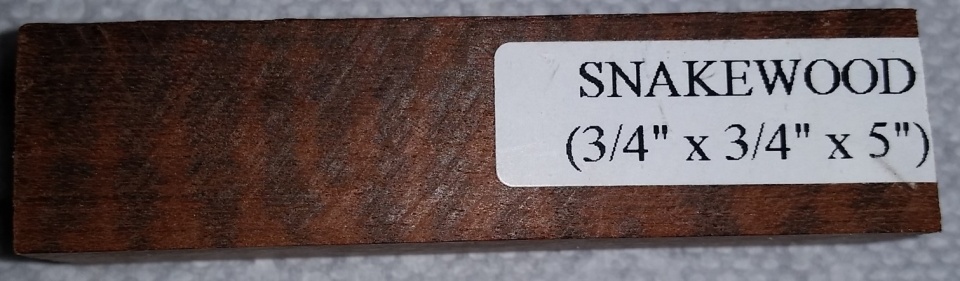 SNAKEWOOD
(3/4" x 3/4" x 5")